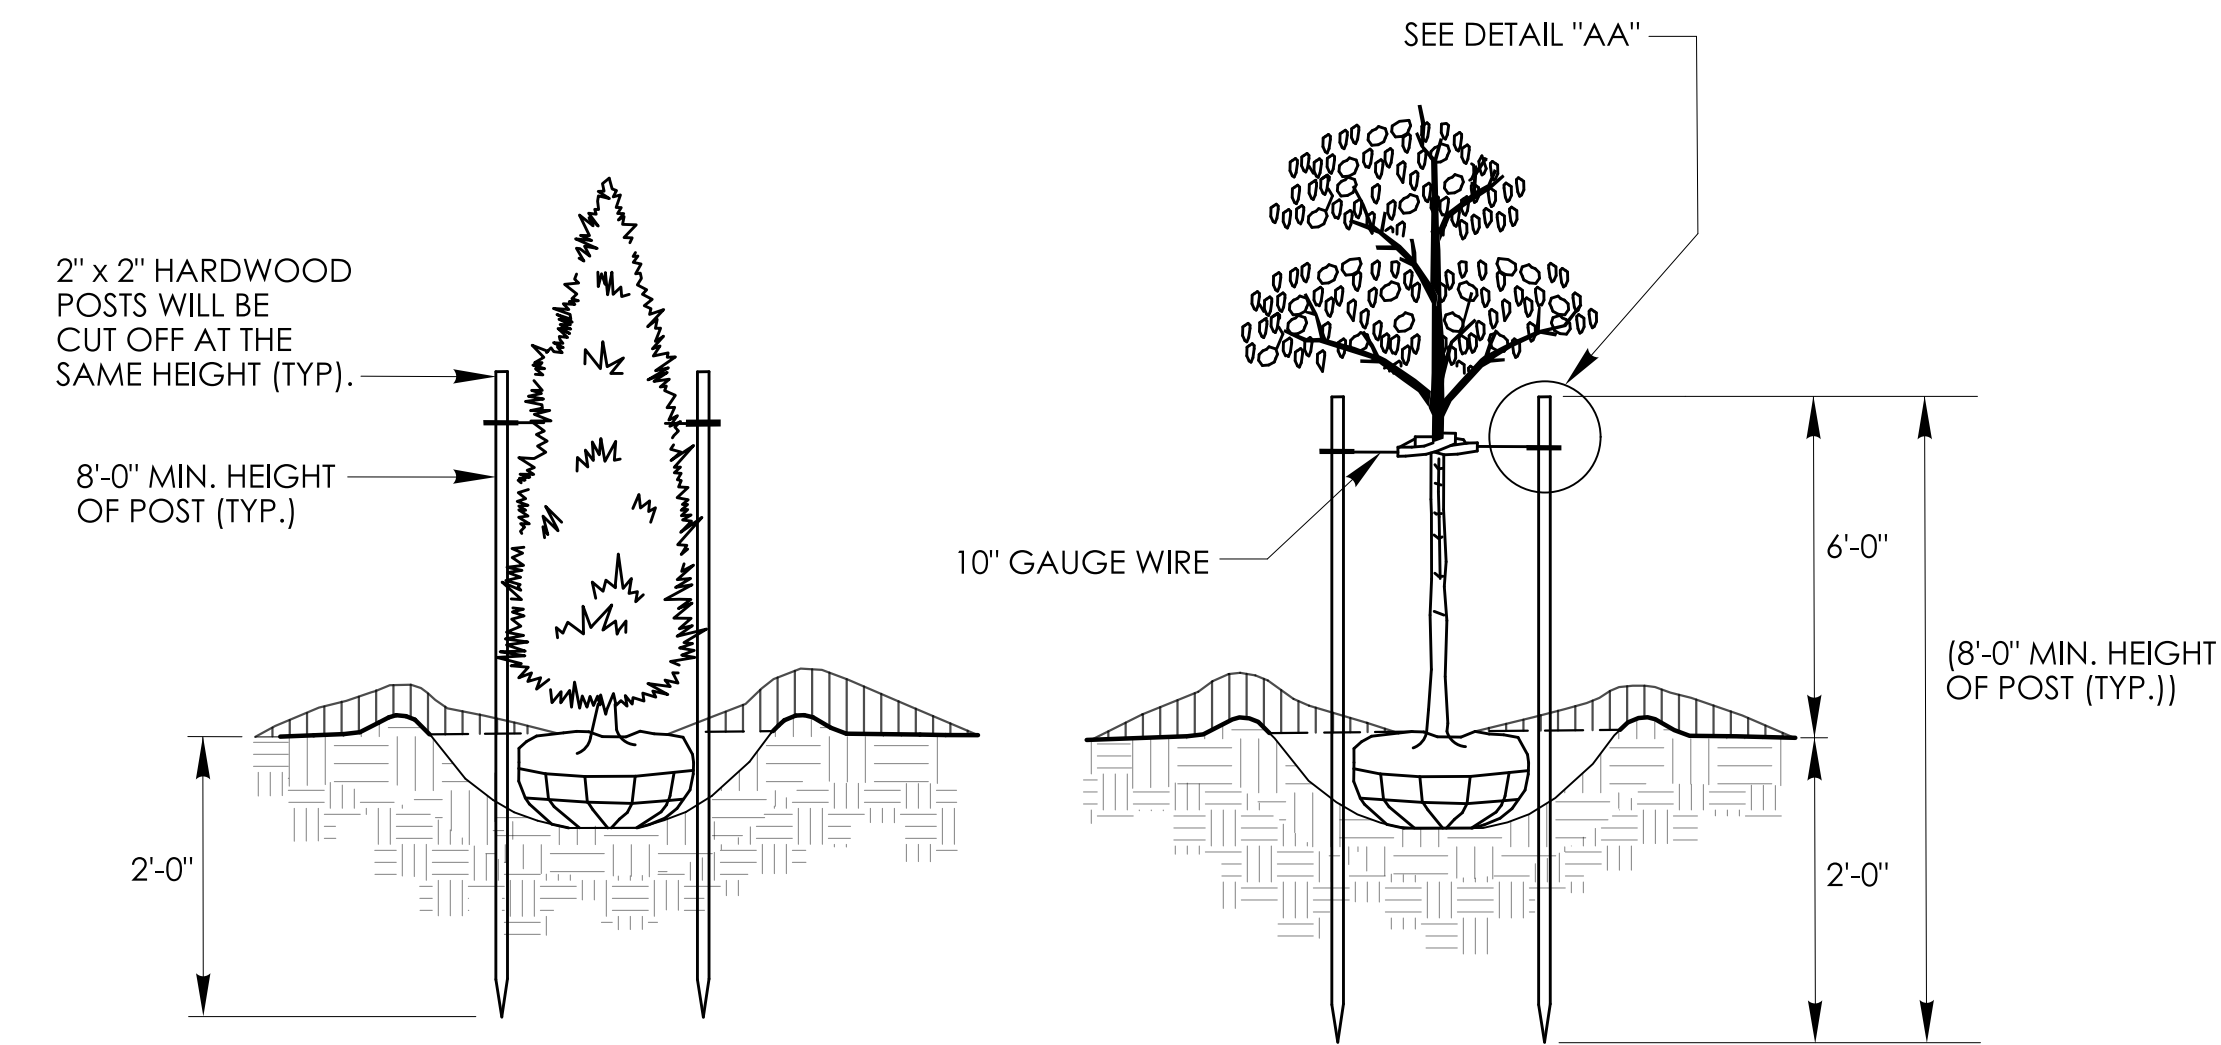 SEE DETAIL "AA"
2" x 2" HARDWOOD
POSTS WILL BE
CUT OFF AT THE
SAME HEIGHT (TYP).
8'-0" MIN. HEIGHT
OF POST (TYP.)
10" GAUGE WIRE
6'-0"
(8'-0" MIN. HEIGHT
OF POST (TYP.))
2'-0"
2'-0"